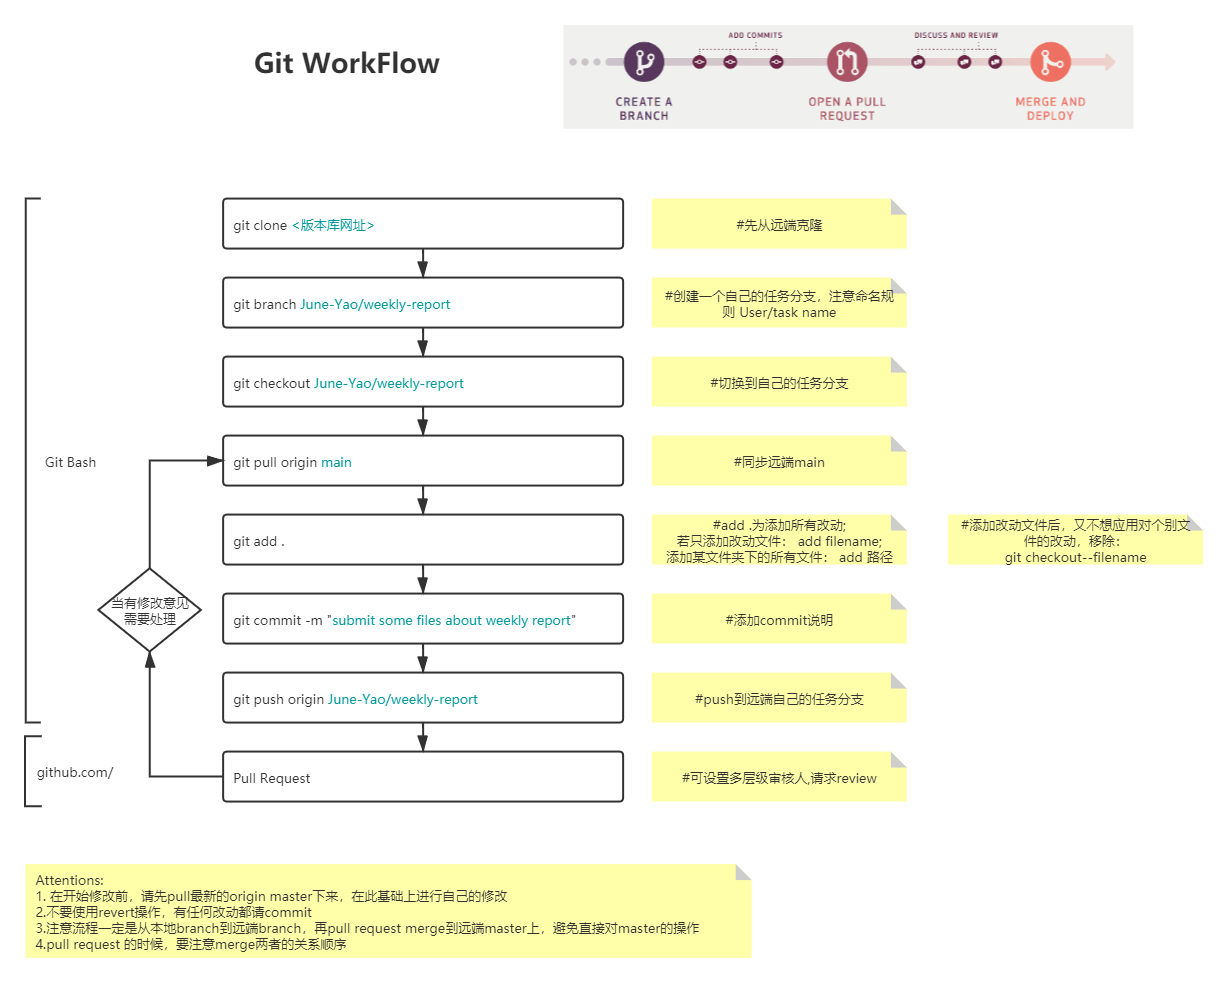 Git WorkFlow
ADD COMMITS
DISCUSS AND REVIEW
CREATE A
BRANCH
OPEN A PULL
REQUEST
MERGE AND
DEPLOY
git clone <版本库网址>
#先从远端克隆
git branch June-Yao/weekly-report
#创建一个自己的任务分支，注意命名规
则 User/task name
git checkout June-Yao/weekly-report
#切换到自己的任务分支
Git Bash
git pull origin main
#同步远端main
git add .
#add .为添加所有改动;
若只添加改动文件： add filename;
添加某文件夹下的所有文件： add 路径
#添加改动文件后，又不想应用对个别文
件的改动，移除：
git checkout--filename
当有修改意见
需要处理
git commit -m "submit some files about weekly report"
#添加commit说明
git push origin June-Yao/weekly-report
#push到远端自己的任务分支
github.com/
Pull Request
#可设置多层级审核人,请求review
Attentions:
1. 在开始修改前，请先pull最新的origin master下来，在此基础上进行自己的修改
2.不要使用revert操作，有任何改动都请commit
3.注意流程一定是从本地branch到远端branch，再pull request merge到远端master上，避免直接对master的操作
4.pull request 的时候，要注意merge两者的关系顺序